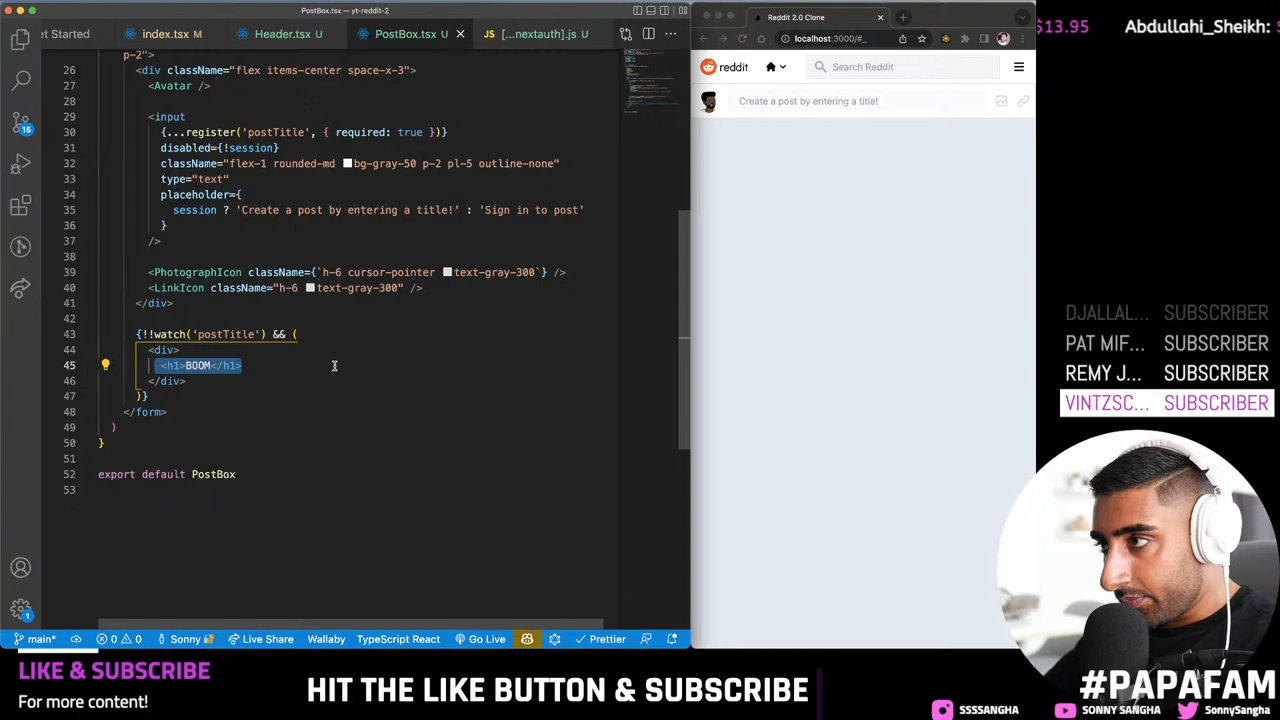 PostBox.tsx — yt-reddit-2
et Started
index.tsx M
Header.tsx U
PostBox.tsx U
JS [...nextauth].js U
p-2">
26 <div className="flex items-center space-x-3">
27 <Avatar />
28
29 <input
30 {...register('postTitle', { required: true })}
31 disabled={!session}
32 className="flex-1 rounded-md bg-gray-50 p-2 pl-5 outline-none"
33 type="text"
34 placeholder={
35 session ? 'Create a post by entering a title!' : 'Sign in to post'
36 }
37 />
38
39 <PhotographIcon className={`h-6 cursor-pointer text-gray-300`} />
40 <LinkIcon className="h-6 text-gray-300" />
41 </div>
42
43 {!!watch('postTitle') && (
44 <div>
45 <h1>BOOM</h1>
46 </div>
47 )}
48 </form>
49 )
50 }
51
52 export default PostBox
53
15
1
main*
0 0
Sonny
Live Share
Wallaby
TypeScript React
Go Live
Prettier
Reddit 2.0 Clone
localhost:3000/#_
reddit
Search Reddit
Create a post by entering a title!
$13.95
Abdullahi_Sheikh:
DJALLAL... SUBSCRIBER
PAT MIF... SUBSCRIBER
REMY J... SUBSCRIBER
VINTZSC... SUBSCRIBER
LIKE & SUBSCRIBE
For more content!
HIT THE LIKE BUTTON & SUBSCRIBE
#PAPAFAM
SSSSANGHA
SONNY SANGHA
SonnySangha